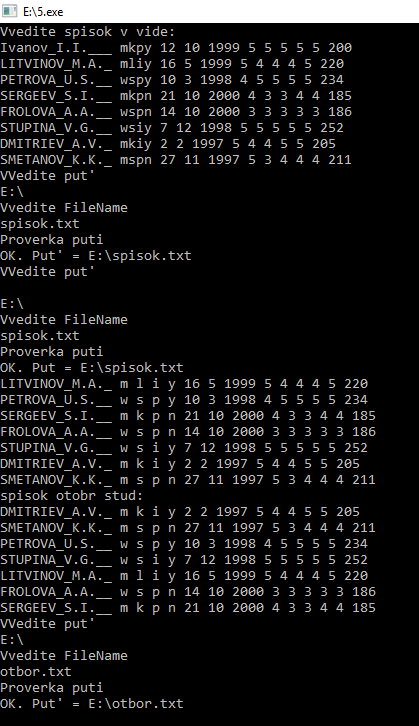 E:\5.exe
Vvedite spisok v vide:
Ivanov_I.I.___ mkpy 12 10 1999 5 5 5 5 5 200
LITVINOV_M.A._ mliy 16 5 1999 5 4 4 4 5 220
PETROVA_U.S.__ wspy 10 3 1998 4 5 5 5 5 234
SERGEEV_S.I.__ mkpn 21 10 2000 4 3 3 4 4 185
FROLOVA_A.A.__ wspn 14 10 2000 3 3 3 3 3 186
STUPINA_V.G.__ wsiy 7 12 1998 5 5 5 5 5 252
DMITRIEV_A.V._ mkiy 2 2 1997 5 4 4 5 5 205
SMETANOV_K.K._ mspn 27 11 1997 5 3 4 4 4 211
VVedite put'
E:\
Vvedite FileName
spisok.txt
Proverka puti
OK. Put' = E:\spisok.txt
VVedite put'
E:\
Vvedite FileName
spisok.txt
Proverka puti
OK. Put = E:\spisok.txt
LITVINOV_M.A._ m l i y 16 5 1999 5 4 4 4 5 220
PETROVA_U.S.__ w s p y 10 3 1998 4 5 5 5 5 234
SERGEEV_S.I.__ m k p n 21 10 2000 4 3 3 4 4 185
FROLOVA_A.A.__ w s p n 14 10 2000 3 3 3 3 3 186
STUPINA_V.G.__ w s i y 7 12 1998 5 5 5 5 5 252
DMITRIEV_A.V._ m k i y 2 2 1997 5 4 4 5 5 205
SMETANOV_K.K._ m s p n 27 11 1997 5 3 4 4 4 211
spisok otobr stud:
DMITRIEV_A.V._ m k i y 2 2 1997 5 4 4 5 5 205
SMETANOV_K.K._ m s p n 27 11 1997 5 3 4 4 4 211
PETROVA_U.S.__ w s p y 10 3 1998 4 5 5 5 5 234
STUPINA_V.G.__ w s i y 7 12 1998 5 5 5 5 5 252
LITVINOV_M.A._ m l i y 16 5 1999 5 4 4 4 5 220
FROLOVA_A.A.__ w s p n 14 10 2000 3 3 3 3 3 186
SERGEEV_S.I.__ m k p n 21 10 2000 4 3 3 4 4 185
VVedite put'
E:\
Vvedite FileName
otbor.txt
Proverka puti
OK. Put' = E:\otbor.txt